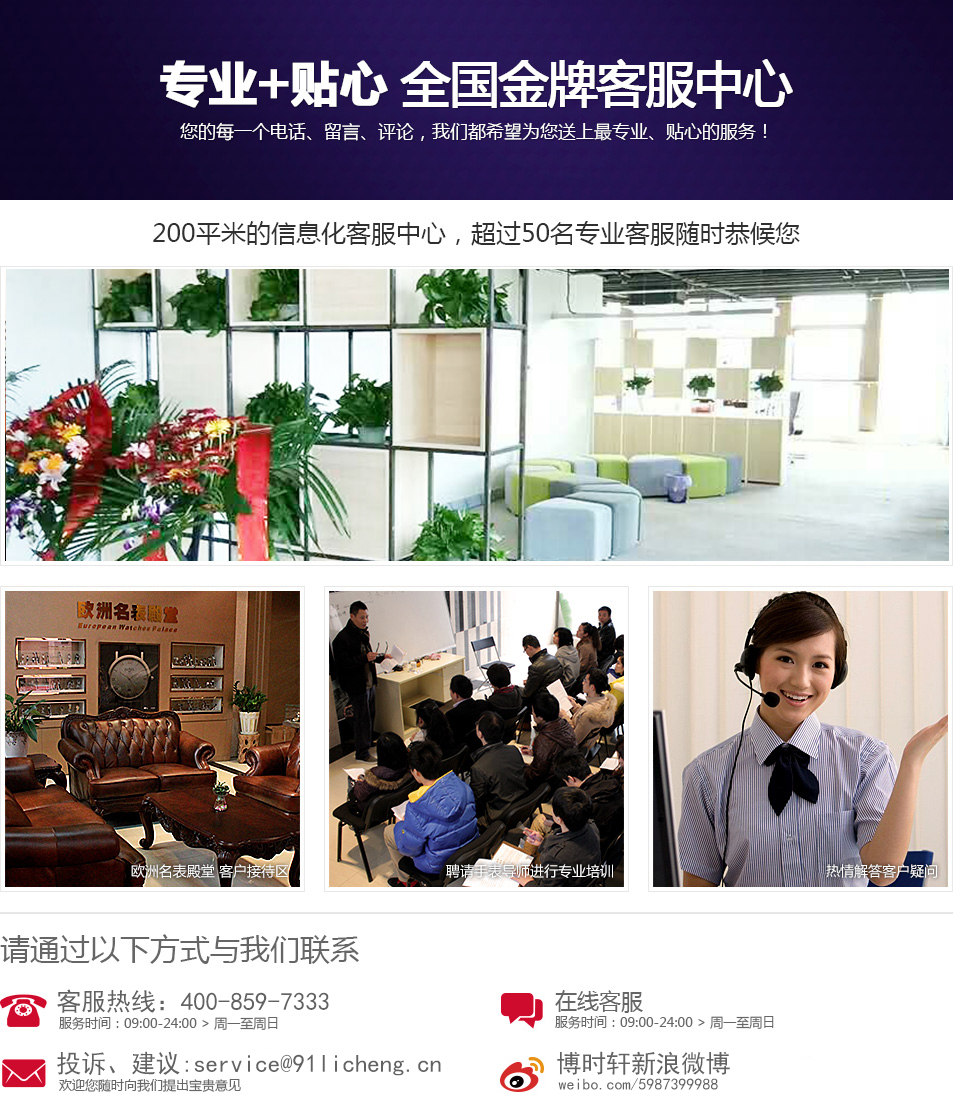 专业+贴心 全国金牌客服中心
您的每一个电话、留言、评论，我们都希望为您送上最专业、贴心的服务！
200平米的信息化客服中心，超过50名专业客服随时恭候您
欧洲名表殿堂
European Watches Palace
欧洲名表殿堂 客户接待区
聘请手表导师进行专业培训
热情解答客户疑问
请通过以下方式与我们联系
客服热线：400-859-7333
服务时间：09:00-24:00 > 周一至周日
在线客服
服务时间：09:00-24:00 > 周一至周日
投诉、建议:service@91licheng.cn
欢迎您随时向我们提出宝贵意见
博时轩新浪微博
weibo.com/5987399988